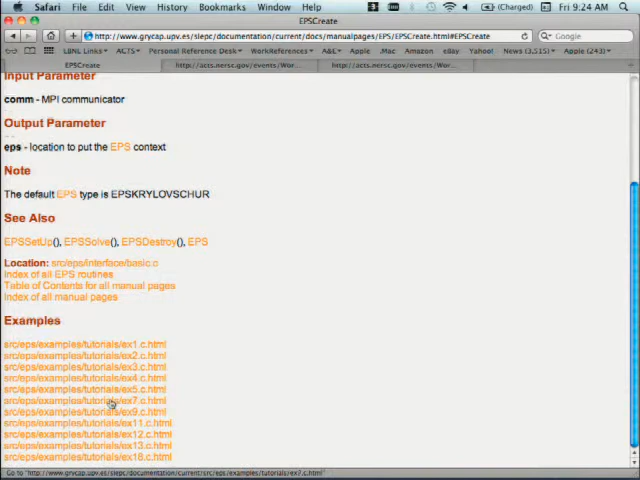 Safari File Edit View History Bookmarks Window Help (Charged) Fri 9:24 AM
EPSCreate
http://www.grycap.upv.es/slepc/documentation/current/docs/manualpages/EPS/EPSCreate.html#EPSCreate Google
LBNL Links ACTS Personal Reference Desk WorkReferences Apple .Mac Amazon eBay Yahoo News (3,515) Apple (243)
EPSCreate http://acts.nersc.gov/events/Wor... http://acts.nersc.gov/events/Wor...
Input Parameter
comm - MPI communicator
Output Parameter
eps - location to put the EPS context
Note
The default EPS type is EPSKRYLOVSCHUR
See Also
EPSSetUp(), EPSSolve(), EPSDestroy(), EPS
Location: src/eps/interface/basic.c
Index of all EPS routines
Table of Contents for all manual pages
Index of all manual pages
Examples
src/eps/examples/tutorials/ex1.c.html
src/eps/examples/tutorials/ex2.c.html
src/eps/examples/tutorials/ex3.c.html
src/eps/examples/tutorials/ex4.c.html
src/eps/examples/tutorials/ex5.c.html
src/eps/examples/tutorials/ex7.c.html
src/eps/examples/tutorials/ex9.c.html
src/eps/examples/tutorials/ex11.c.html
src/eps/examples/tutorials/ex12.c.html
src/eps/examples/tutorials/ex13.c.html
src/eps/examples/tutorials/ex18.c.html
Go to "http://www.grycap.upv.es/slepc/documentation/current/src/eps/examples/tutorials/ex7.c.html"